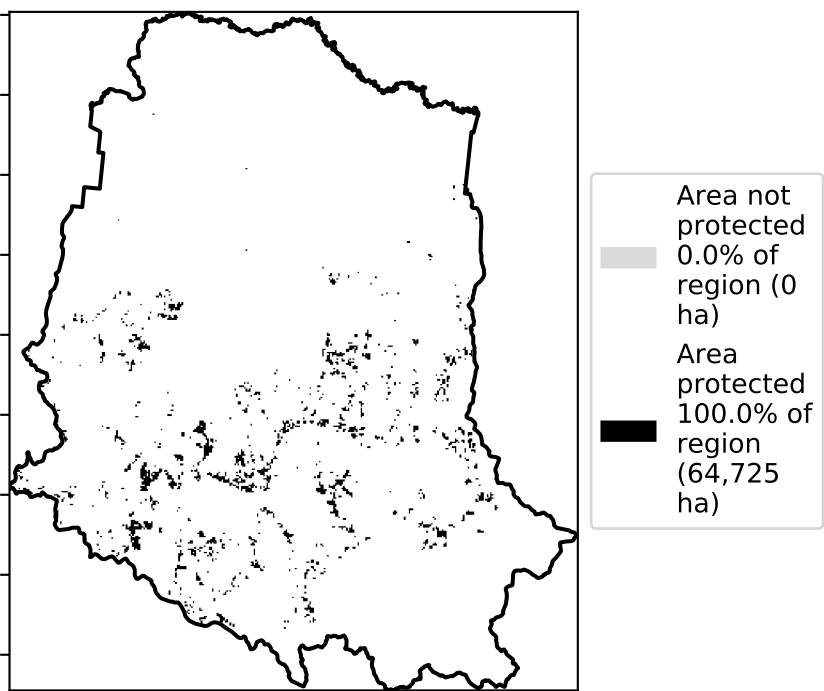 Area not
protected
0.0% of
region (0
ha)
Area
protected
100.0% of
region
(64,725
ha)